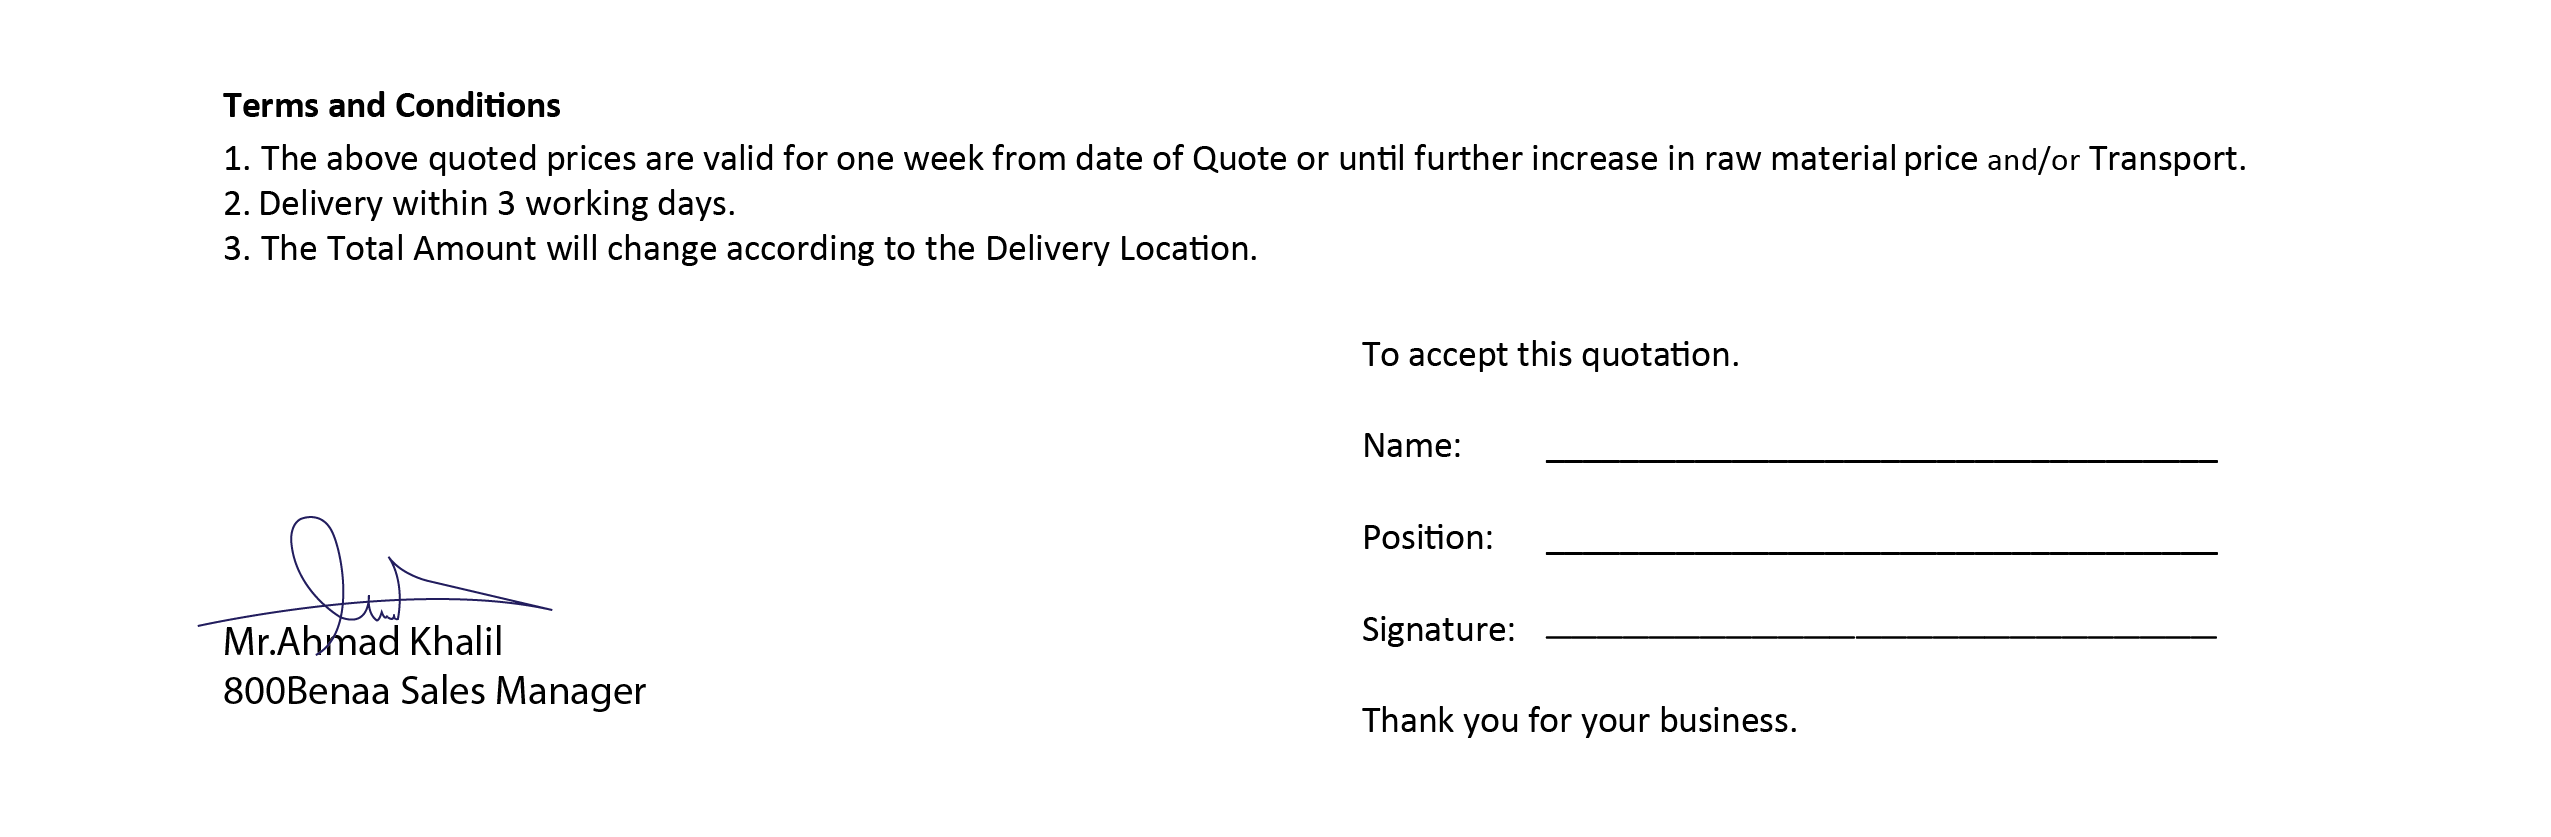 Terms and Conditions
1. The above quoted prices are valid for one week from date of Quote or until further increase in raw material price and/or Transport.
2. Delivery within 3 working days.
3. The Total Amount will change according to the Delivery Location.
To accept this quotation.
Name: ____________________________________
Position: ____________________________________
Signature: ____________________________________
Thank you for your business.
Mr.Ahmad Khalil
800Benaa Sales Manager